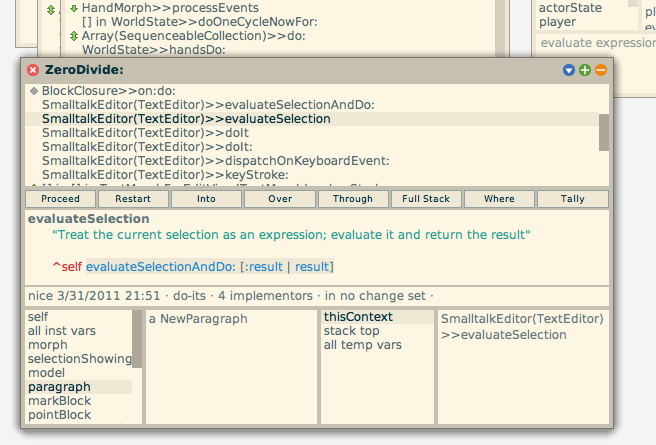 HandMorph>>processEvents
[] in WorldState>>doOneCycleNowFor:
Array(SequenceableCollection)>>do:
WorldState>>handsDo:
actorState
player
evaluate expression
ZeroDivide:
BlockClosure>>on:do:
SmalltalkEditor(TextEditor)>>evaluateSelectionAndDo:
SmalltalkEditor(TextEditor)>>evaluateSelection
SmalltalkEditor(TextEditor)>>doIt
SmalltalkEditor(TextEditor)>>doIt:
SmalltalkEditor(TextEditor)>>dispatchOnKeyboardEvent:
SmalltalkEditor(TextEditor)>>keyStroke:
Proceed Restart Into Over Through Full Stack Where Tally
evaluateSelection
"Treat the current selection as an expression; evaluate it and return the result"
^self evaluateSelectionAndDo: [:result | result]
nice 3/31/2011 21:51 · do-its · 4 implementors · in no change set ·
self
all inst vars
morph
selectionShowing
model
paragraph
markBlock
pointBlock
a NewParagraph
thisContext
stack top
all temp vars
SmalltalkEditor(TextEditor)
>>evaluateSelection